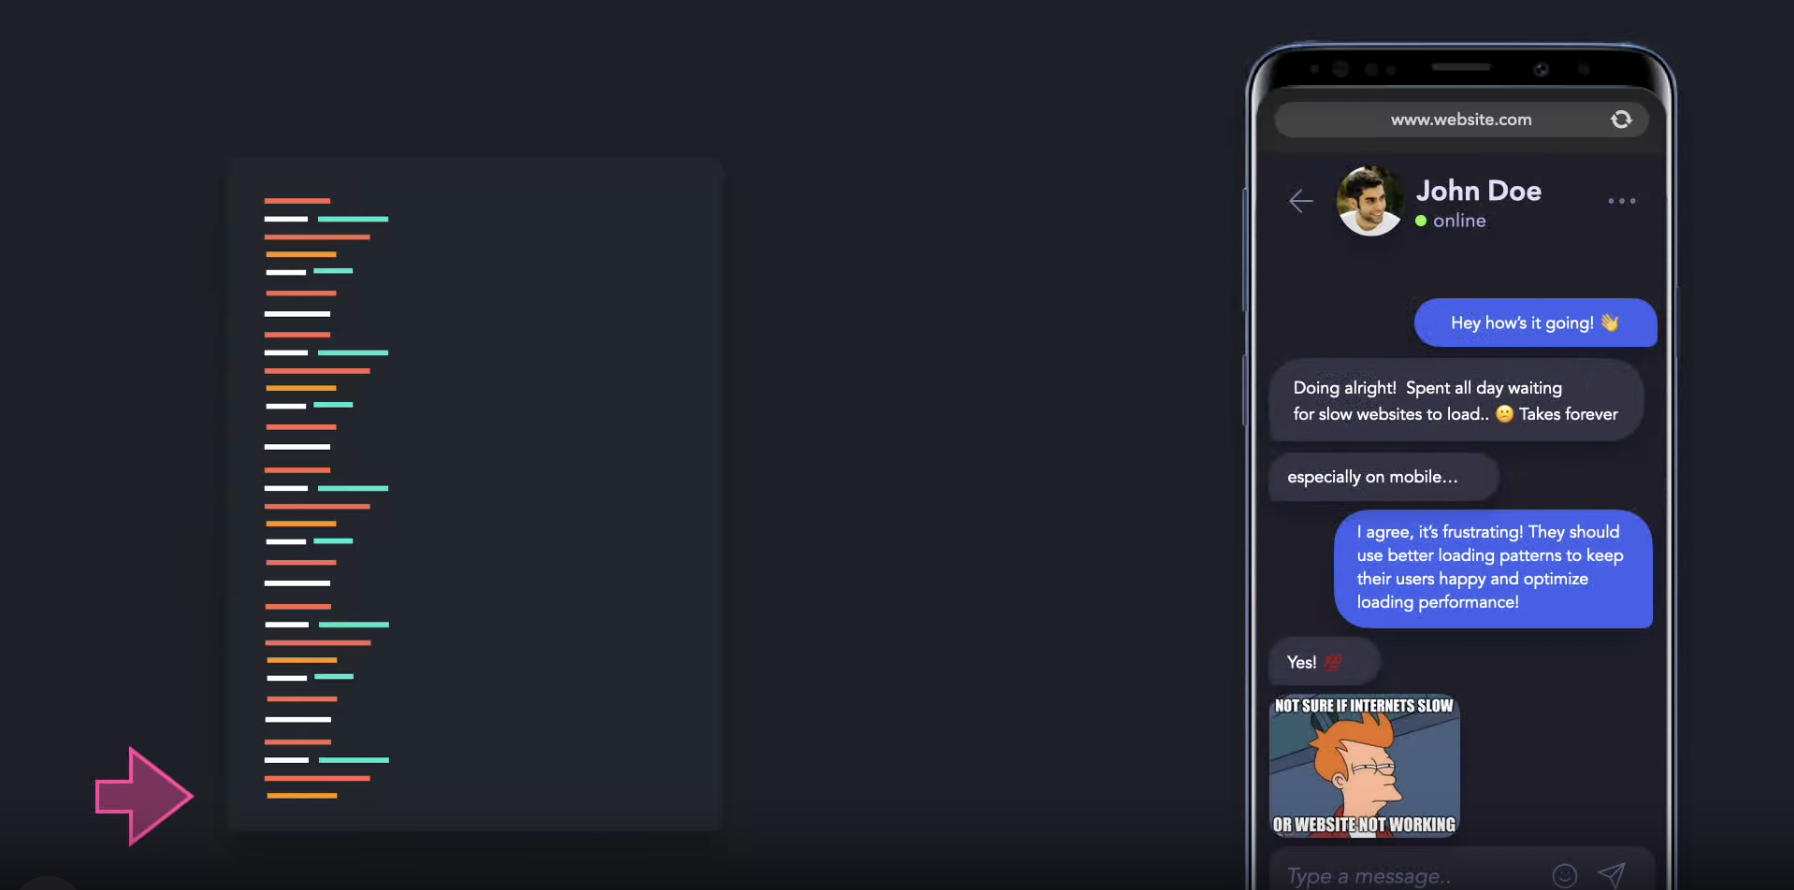 www.website.com
John Doe
online
Hey how's it going! 👋
Doing alright!  Spent all day waiting
for slow websites to load.. 😕 Takes forever
especially on mobile...
I agree, it's frustrating! They should
use better loading patterns to keep
their users happy and optimize
loading performance!
Yes! 💯
NOT SURE IF INTERNETS SLOW
OR WEBSITE NOT WORKING
Type a message..